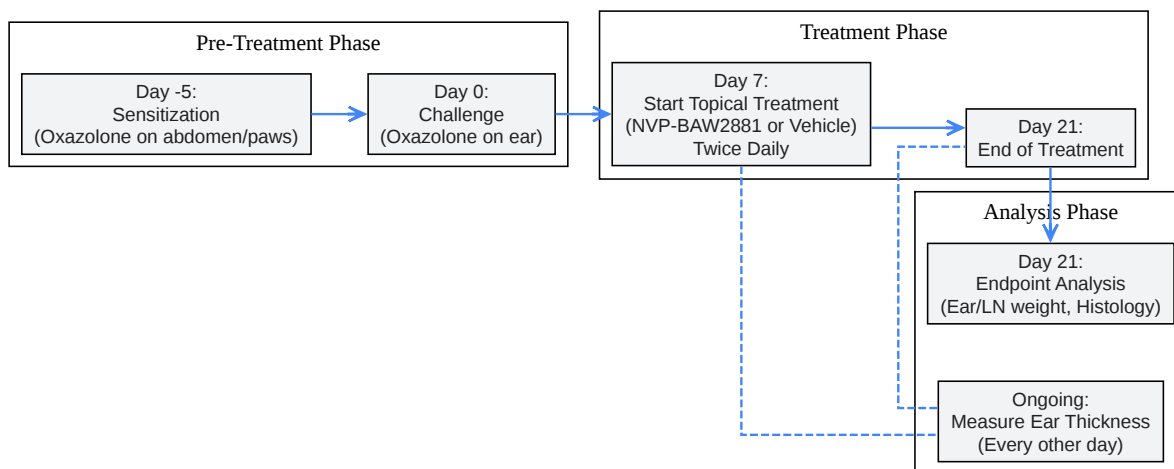 Pre-Treatment Phase
Day -5:
Sensitization
(Oxazolone on abdomen/paws)
Day 0:
Challenge
(Oxazolone on ear)
Treatment Phase
Day 7:
Start Topical Treatment
(NVP-BAW2881 or Vehicle)
Twice Daily
Day 21:
End of Treatment
Analysis Phase
Day 21:
Endpoint Analysis
(Ear/LN weight, Histology)
Ongoing:
Measure Ear Thickness
(Every other day)